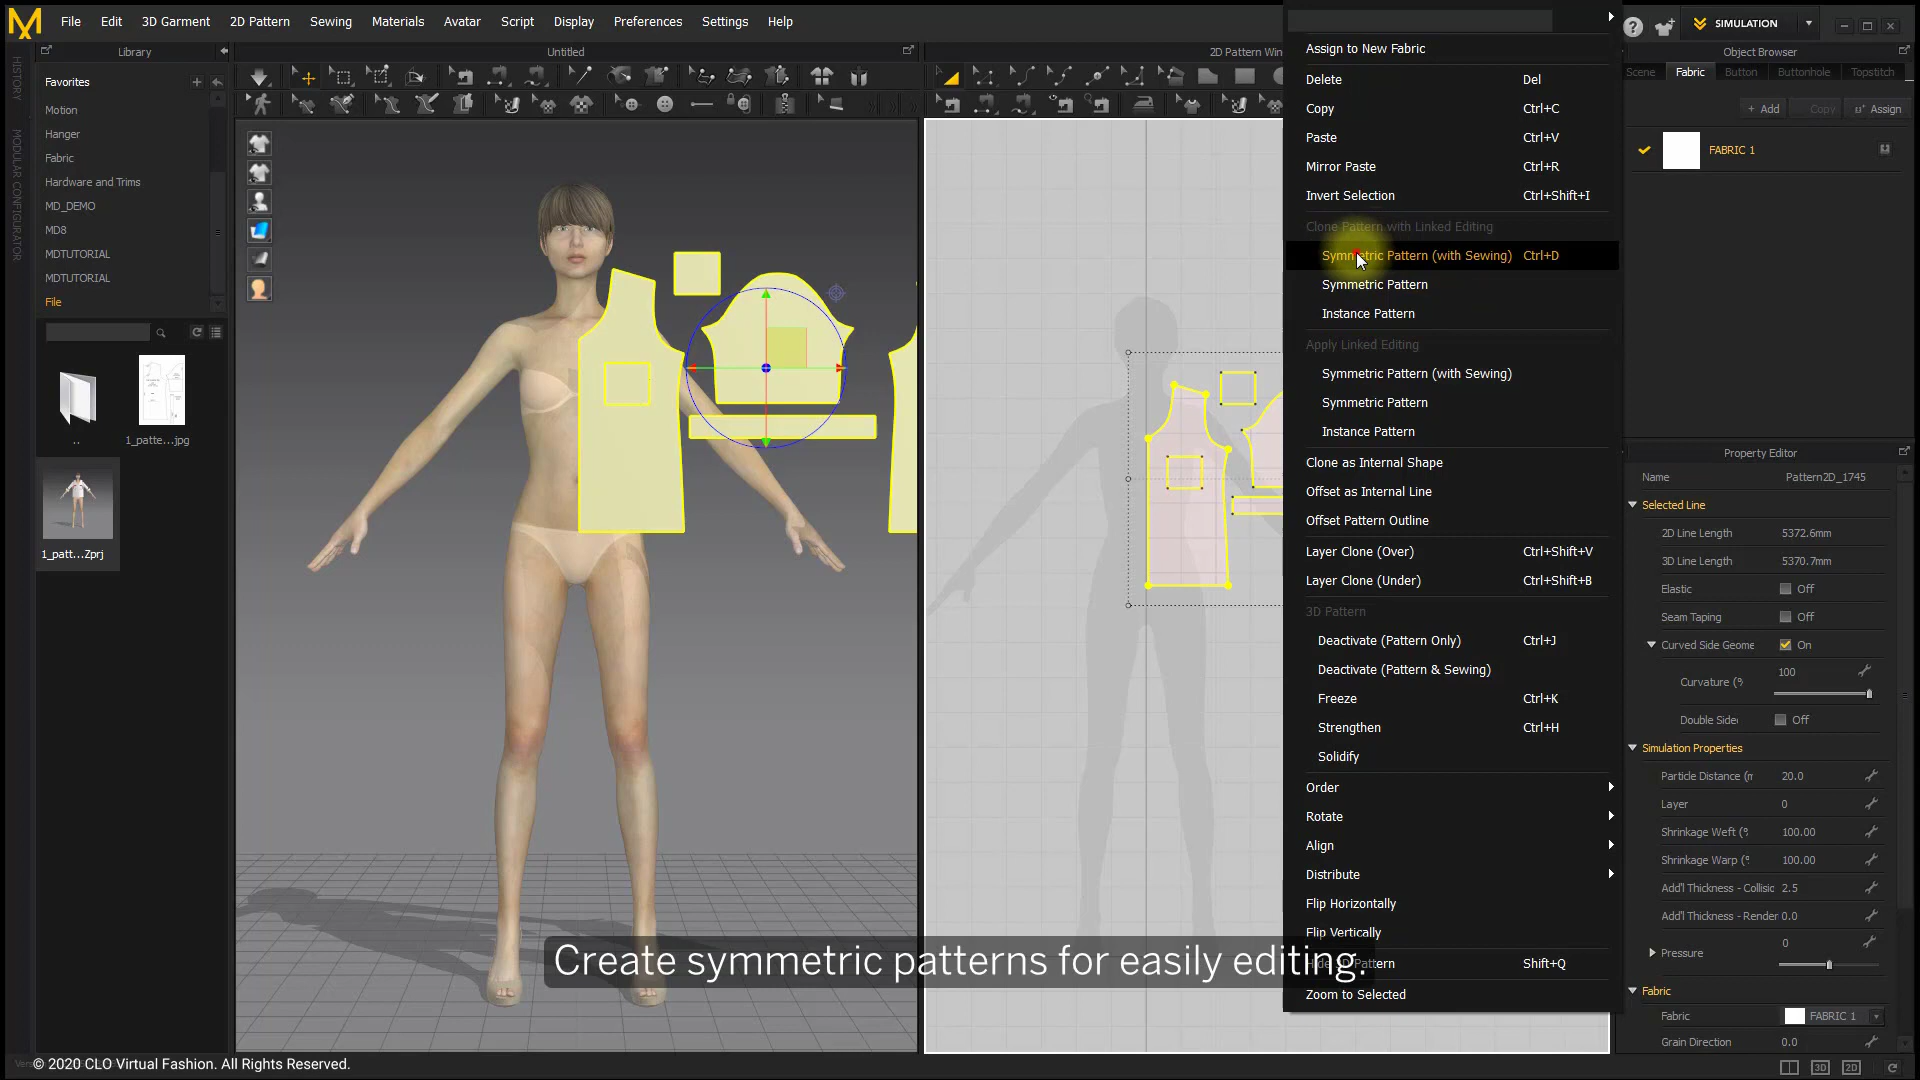 File Edit 3D Garment 2D Pattern Sewing Materials Avatar Script Display Preferences Settings Help
SIMULATION
HISTORY
MODULAR CONFIGURATOR
Library
Favorites
Motion
Hanger
Fabric
Hardware and Trims
MD_DEMO
MD8
MDTUTORIAL
MDTUTORIAL
File
..
1_patte...jpg
1_patt...Zprj
Untitled
2D Pattern Win
Assign to New Fabric
Delete Del
Copy Ctrl+C
Paste Ctrl+V
Mirror Paste Ctrl+R
Invert Selection Ctrl+Shift+I
Clone Pattern with Linked Editing
Symmetric Pattern (with Sewing) Ctrl+D
Symmetric Pattern
Instance Pattern
Apply Linked Editing
Symmetric Pattern (with Sewing)
Symmetric Pattern
Instance Pattern
Clone as Internal Shape
Offset as Internal Line
Offset Pattern Outline
Layer Clone (Over) Ctrl+Shift+V
Layer Clone (Under) Ctrl+Shift+B
3D Pattern
Deactivate (Pattern Only) Ctrl+J
Deactivate (Pattern & Sewing)
Freeze Ctrl+K
Strengthen Ctrl+H
Solidify
Order
Rotate
Align
Distribute
Flip Horizontally
Flip Vertically
Hide 3D Pattern Shift+Q
Zoom to Selected
Object Browser
Scene Fabric Button Buttonhole Topstitch
+ Add Copy Assign
FABRIC 1
Property Editor
Name Pattern2D_1745
Selected Line
2D Line Length 5372.6mm
3D Line Length 5370.7mm
Elastic Off
Seam Taping Off
Curved Side Geome On
Curvature (% 100
Double Side Off
Simulation Properties
Particle Distance (m 20.0
Layer 0
Shrinkage Weft (% 100.00
Shrinkage Warp (% 100.00
Add'l Thickness - Collisic 2.5
Add'l Thickness - Render 0.0
Pressure 0
Fabric
Fabric FABRIC 1
Grain Direction 0.0
3D 2D
Create symmetric patterns for easily editing.
© 2020 CLO Virtual Fashion. All Rights Reserved.